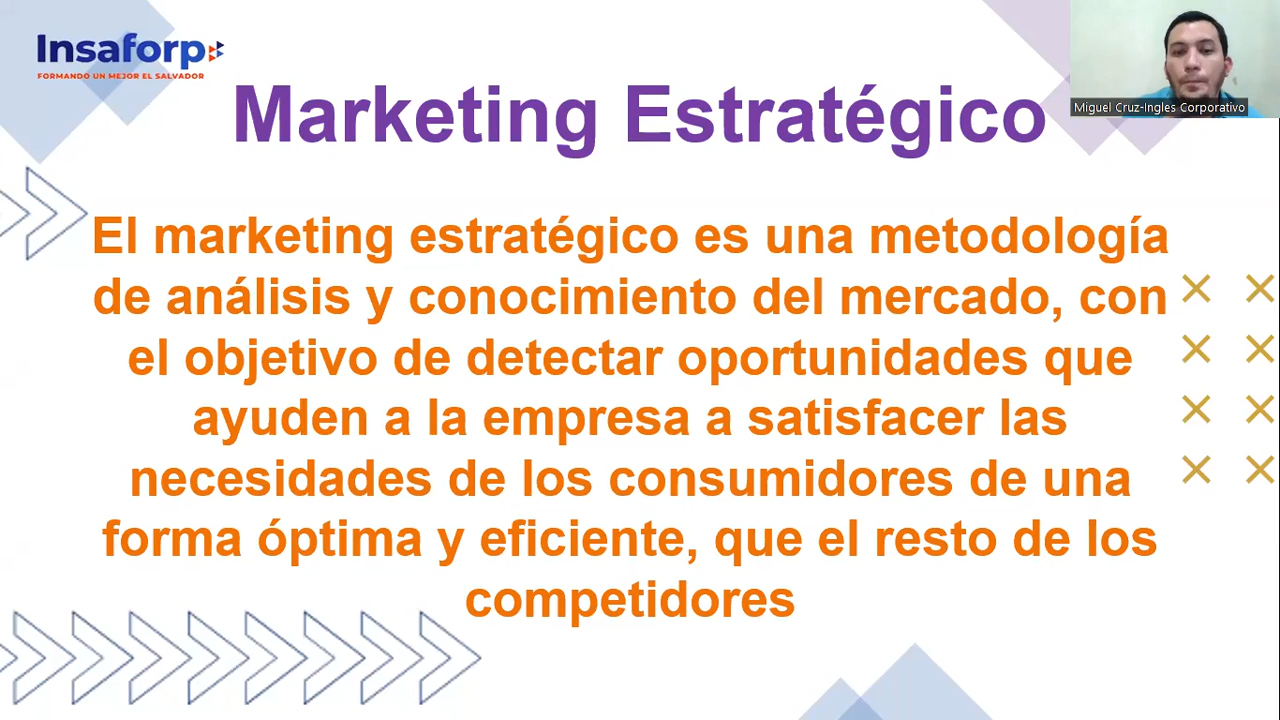 Insaforp
FORMANDO UN MEJOR EL SALVADOR
Marketing Estratégico
Miguel Cruz-Ingles Corporativo
El marketing estratégico es una metodología
de análisis y conocimiento del mercado, con
el objetivo de detectar oportunidades que
ayuden a la empresa a satisfacer las
necesidades de los consumidores de una
forma óptima y eficiente, que el resto de los
competidores